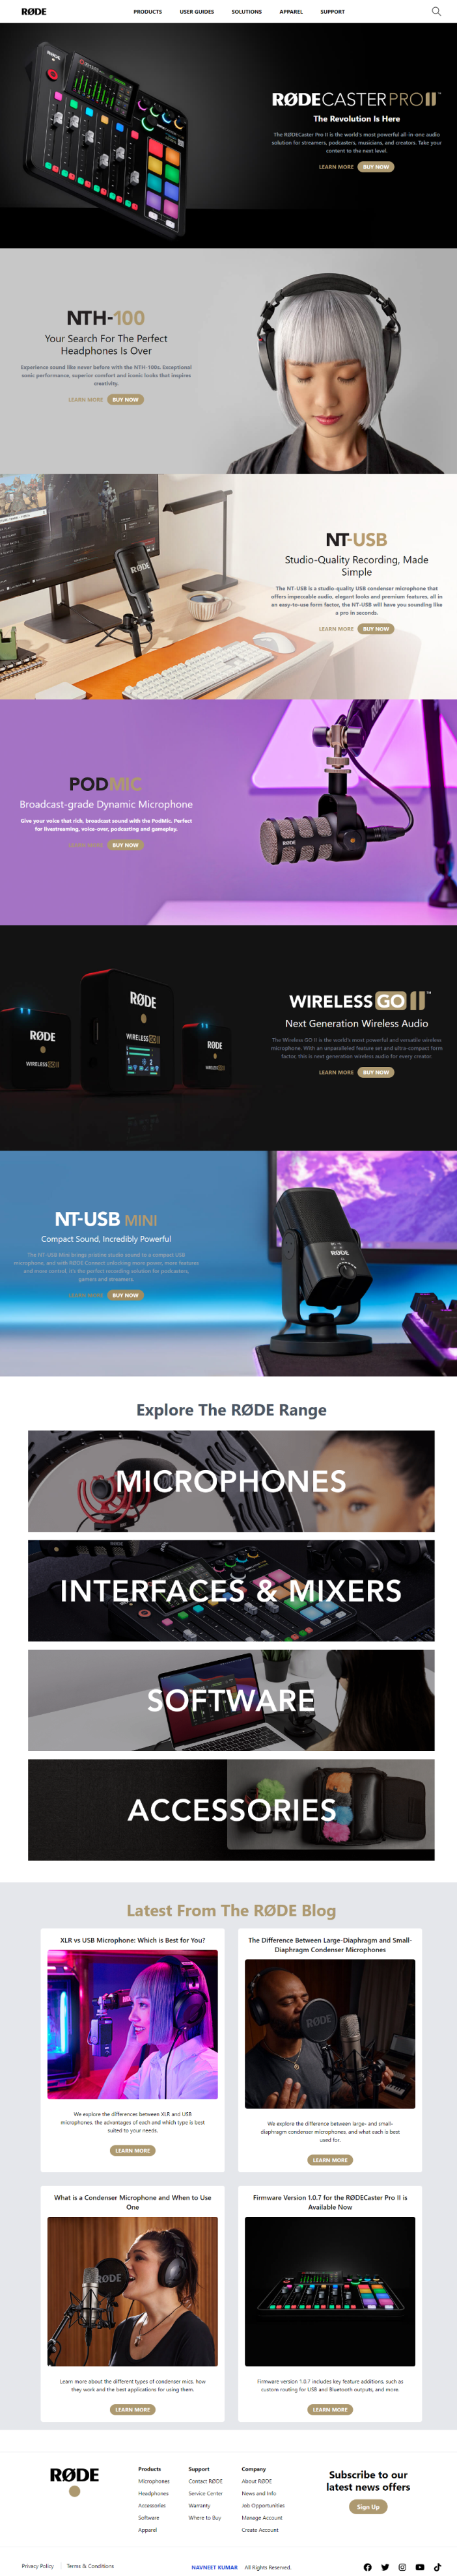 RØDE
PRODUCTS USER GUIDES SOLUTIONS APPAREL SUPPORT
RØDECASTER PRO II™
The Revolution Is Here
The RØDECaster Pro II is the world's most powerful all-in-one audio
solution for streamers, podcasters, musicians, and creators. Take your
content to the next level.
LEARN MORE BUY NOW
NTH-100
Your Search For The Perfect
Headphones Is Over
Experience sound like never before with the NTH-100s. Exceptional
sonic performance, superior comfort and iconic looks that inspires
creativity.
LEARN MORE BUY NOW
RØDE
NT-USB
Studio-Quality Recording, Made
Simple
The NT-USB is a studio-quality USB condenser microphone that
offers impeccable audio, elegant looks and premium features, all in
an easy-to-use form factor, the NT-USB will have you sounding like
a pro in seconds.
LEARN MORE BUY NOW
PODMIC
Broadcast-grade Dynamic Microphone
Give your voice that rich, broadcast sound with the PodMic. Perfect
for livestreaming, voice-over, podcasting and gameplay.
LEARN MORE BUY NOW
RØDE
RØDE
WIRELESS GO II
RØDE
WIRELESS GO II
RØDE
WIRELESS GO II™
Next Generation Wireless Audio
The Wireless GO II is the world's most powerful and versatile wireless
microphone. With an unparalleled feature set and ultra-compact form
factor, this is next generation wireless audio for every creator.
LEARN MORE BUY NOW
NT-USB MINI
Compact Sound, Incredibly Powerful
The NT-USB Mini brings pristine studio sound to a compact USB
microphone, and with RØDE Connect unlocking more power, more features
and more control, it's the perfect recording solution for podcasters,
gamers and streamers.
LEARN MORE BUY NOW
RØDE
Explore The RØDE Range
MICROPHONES
INTERFACES & MIXERS
SOFTWARE
ACCESSORIES
Latest From The RØDE Blog
XLR vs USB Microphone: Which is Best for You?
We explore the differences between XLR and USB
microphones, the advantages of each and which type is best
suited to your needs.
LEARN MORE
The Difference Between Large-Diaphragm and Small-
Diaphragm Condenser Microphones
RØDE
We explore the difference between large- and small-
diaphragm condenser microphones, and what each is best
used for.
LEARN MORE
What is a Condenser Microphone and When to Use
One
RØDE
Learn more about the different types of condenser mics, how
they work and the best applications for using them.
LEARN MORE
Firmware Version 1.0.7 for the RØDECaster Pro II is
Available Now
Firmware version 1.0.7 includes key feature additions, such as
custom routing for USB and Bluetooth outputs, and more.
LEARN MORE
RØDE
Products
Microphones
Headphones
Accessories
Software
Apparel
Support
Contact RØDE
Service Center
Warranty
Where to Buy
Company
About RØDE
News and Info
Job Opportunities
Manage Account
Create Account
Subscribe to our
latest news offers
Sign Up
Privacy Policy Terms & Conditions
NAVNEET KUMAR All Rights Reserved.